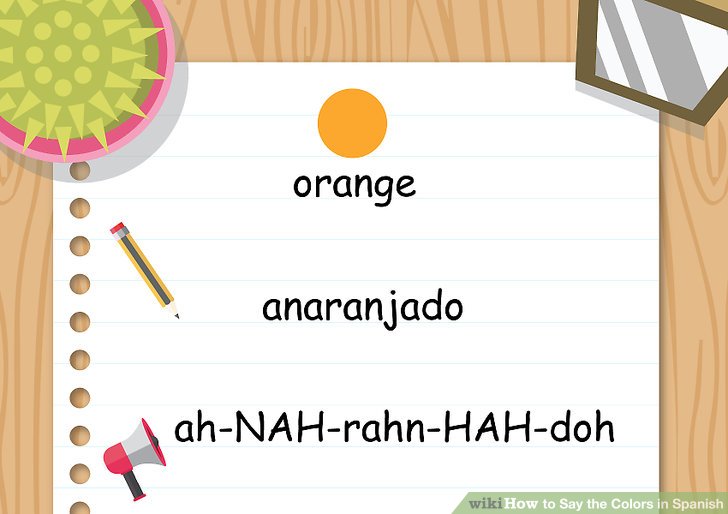 orange
anaranjado
ah-NAH-rahn-HAH-doh
wikiHow to Say the Colors in Spanish